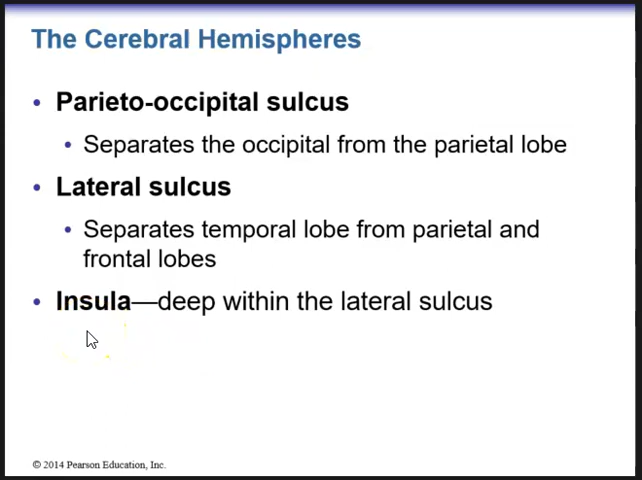 The Cerebral Hemispheres
• Parieto-occipital sulcus
• Separates the occipital from the parietal lobe
• Lateral sulcus
• Separates temporal lobe from parietal and
frontal lobes
• Insula—deep within the lateral sulcus
© 2014 Pearson Education, Inc.